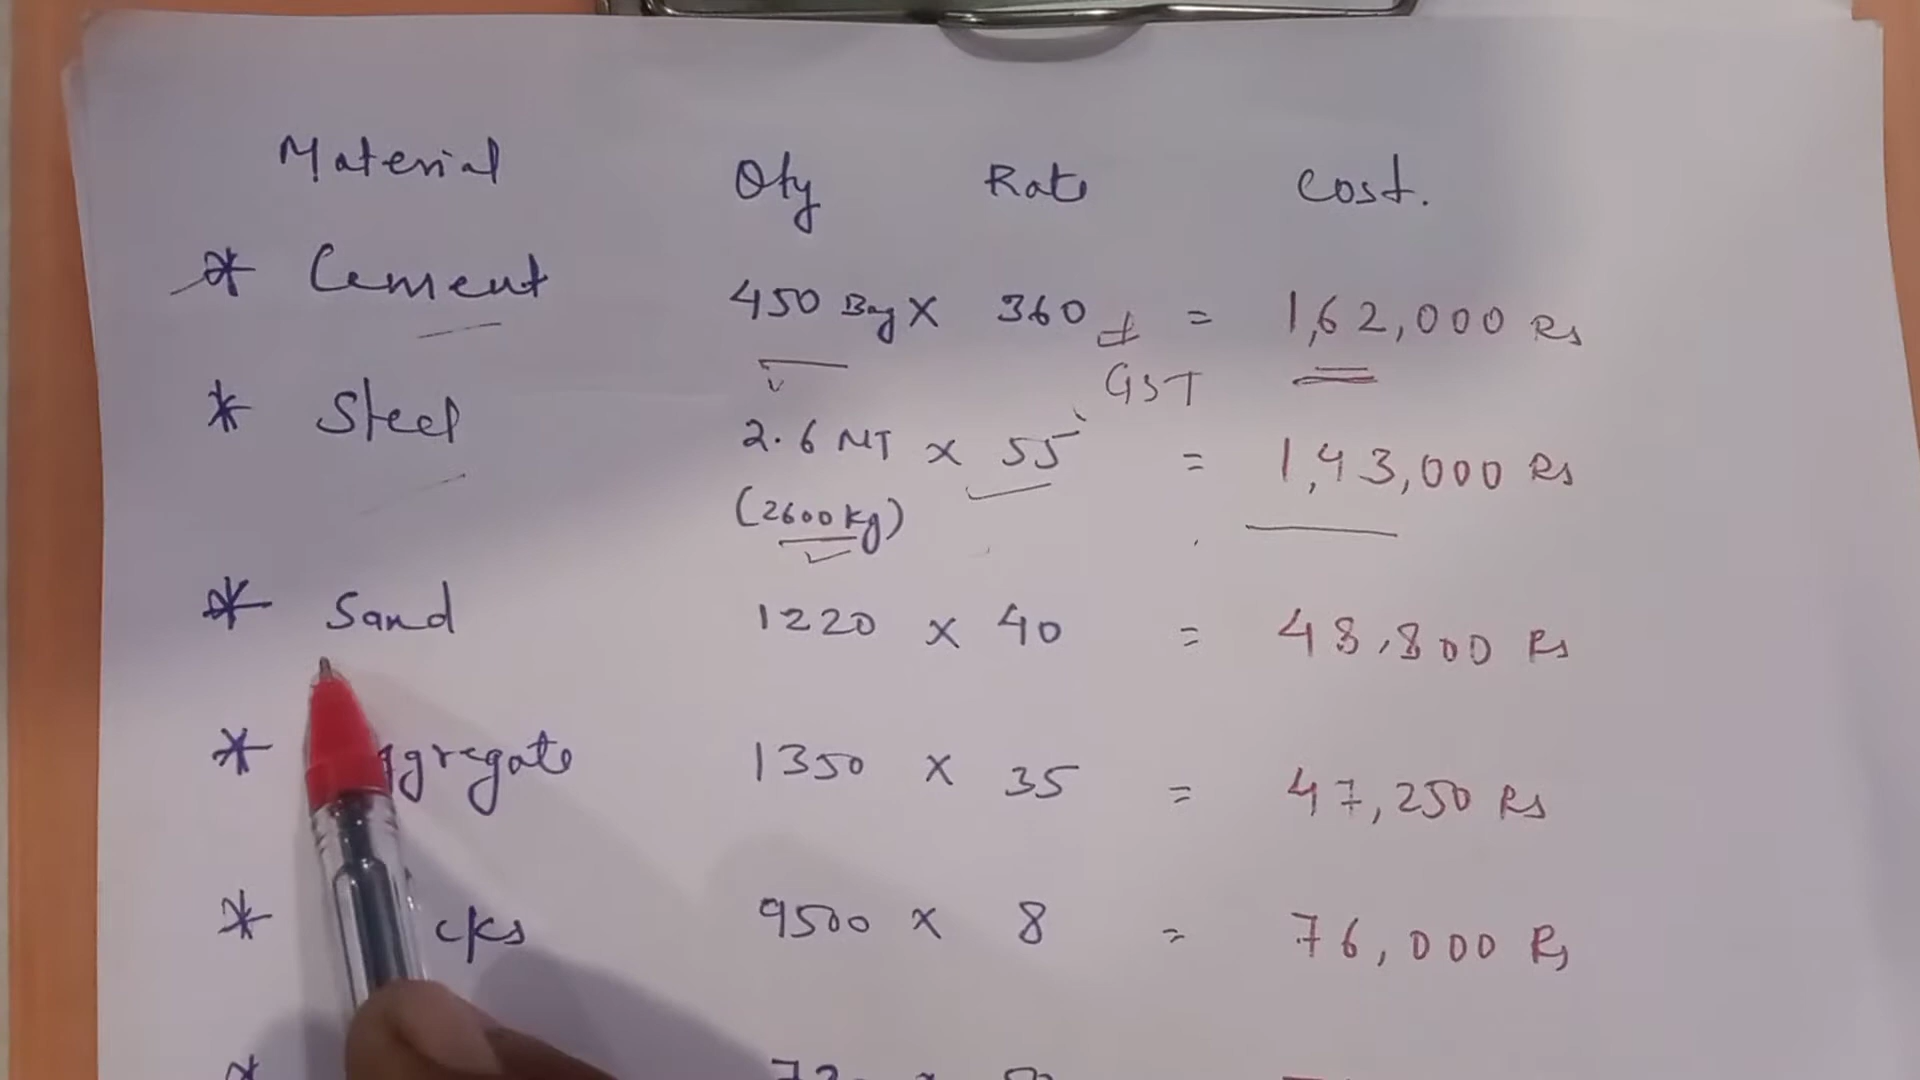 Material Qty Rate Cost.
* Cement 450 Bag X 360 + = 1,62,000 Rs
GST
* Steel 2.6 MT x 55 = 1,43,000 Rs
(2600 kg)
* Sand 1220 x 40 = 48,800 Rs
* ggregate 1350 x 35 = 47,250 Rs
* cks 9500 x 8 = 76,000 Rs
*